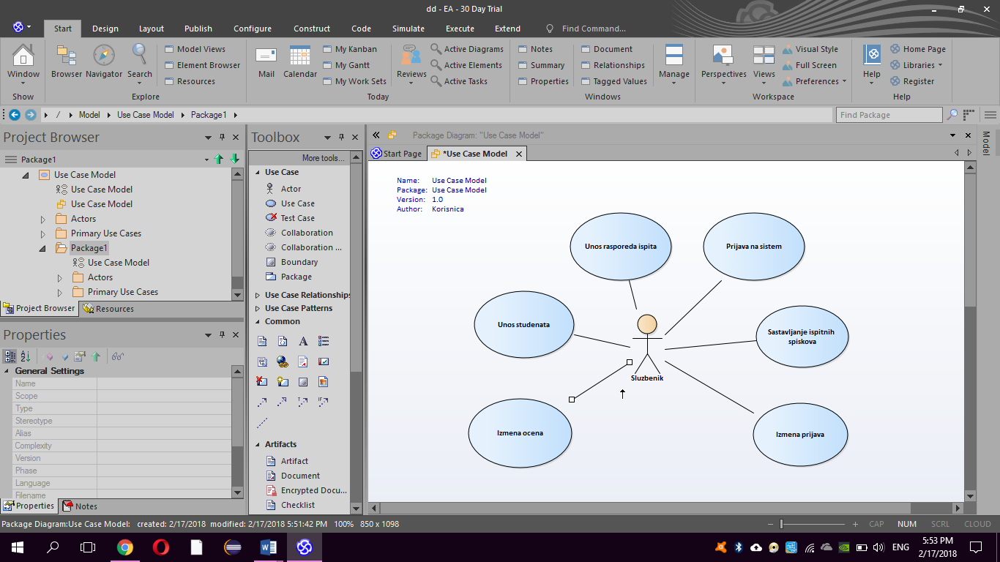 dd - EA - 30 Day Trial
Start Design Layout Publish Configure Construct Code Simulate Execute Extend Find Command...
Window Browser Navigator Search Model Views Element Browser Resources Mail Calendar My Kanban My Gantt My Work Sets Reviews Active Diagrams Active Elements Active Tasks Notes Summary Properties Document Relationships Tagged Values Manage Perspectives Views Visual Style Full Screen Preferences Help Home Page Libraries Register
Show Explore Today Windows Workspace Help
/ Model Use Case Model Package1 Find Package
Project Browser
Package1
Use Case Model
Use Case Model
Use Case Model
Actors
Primary Use Cases
Package1
Use Case Model
Actors
Primary Use Cases
Project Browser Resources
Properties
General Settings
Name
Scope
Type
Stereotype
Alias
Complexity
Version
Phase
Language
Filename
Properties Notes
Toolbox
More tools...
Use Case
Actor
Use Case
Test Case
Collaboration
Collaboration ...
Boundary
Package
Use Case Relationships
Use Case Patterns
Common
Artifacts
Artifact
Document
Encrypted Docu...
Checklist
Package Diagram: "Use Case Model"
Start Page *Use Case Model
Model
Name: Use Case Model
Package: Use Case Model
Version: 1.0
Author: Korisnica
Unos rasporeda ispita
Prijava na sistem
Unos studenata
Sastavljanje ispitnih
spiskova
Sluzbenik
Izmena ocena
Izmena prijava
Package Diagram:Use Case Model: created: 2/17/2018 modified: 2/17/2018 5:51:42 PM 100% 850 x 1098 CAP NUM SCRL CLOUD
ENG
5:53 PM
2/17/2018